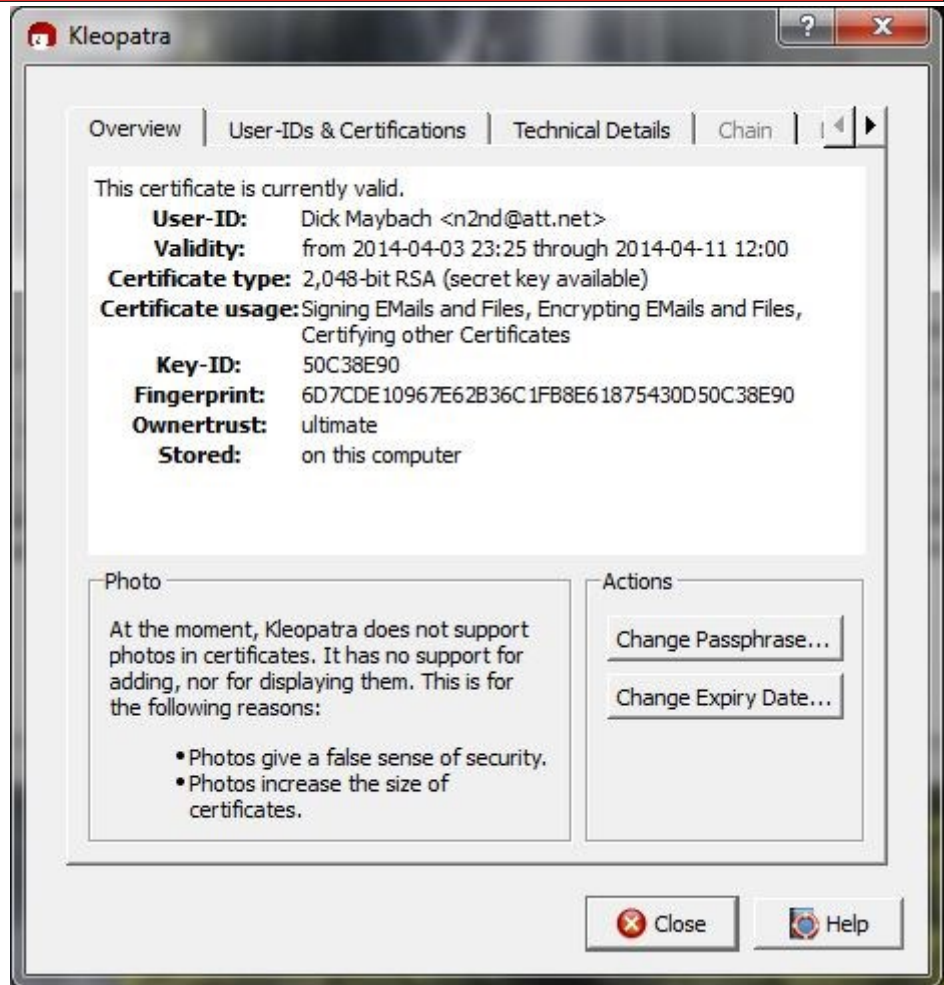 Kleopatra
Overview
User-IDs & Certifications
Technical Details
Chain
This certificate is currently valid.
User-ID: Dick Maybach <n2nd@att.net>
Validity: from 2014-04-03 23:25 through 2014-04-11 12:00
Certificate type: 2,048-bit RSA (secret key available)
Certificate usage: Signing EMails and Files, Encrypting EMails and Files,
Certifying other Certificates
Key-ID: 50C38E90
Fingerprint: 6D7CDE10967E62B36C1FB8E61875430D50C38E90
Ownertrust: ultimate
Stored: on this computer
Photo
At the moment, Kleopatra does not support
photos in certificates. It has no support for
adding, nor for displaying them. This is for
the following reasons:
• Photos give a false sense of security.
• Photos increase the size of
certificates.
Actions
Change Passphrase...
Change Expiry Date...
Close
Help